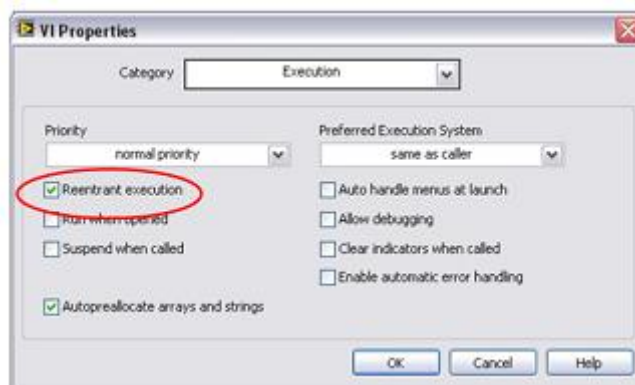 VI Properties
Category Execution
Priority Preferred Execution System
normal priority same as caller
Reentrant execution Auto handle menus at launch
Run when opened Allow debugging
Suspend when called Clear indicators when called
Enable automatic error handling
Autopreallocate arrays and strings
OK Cancel Help